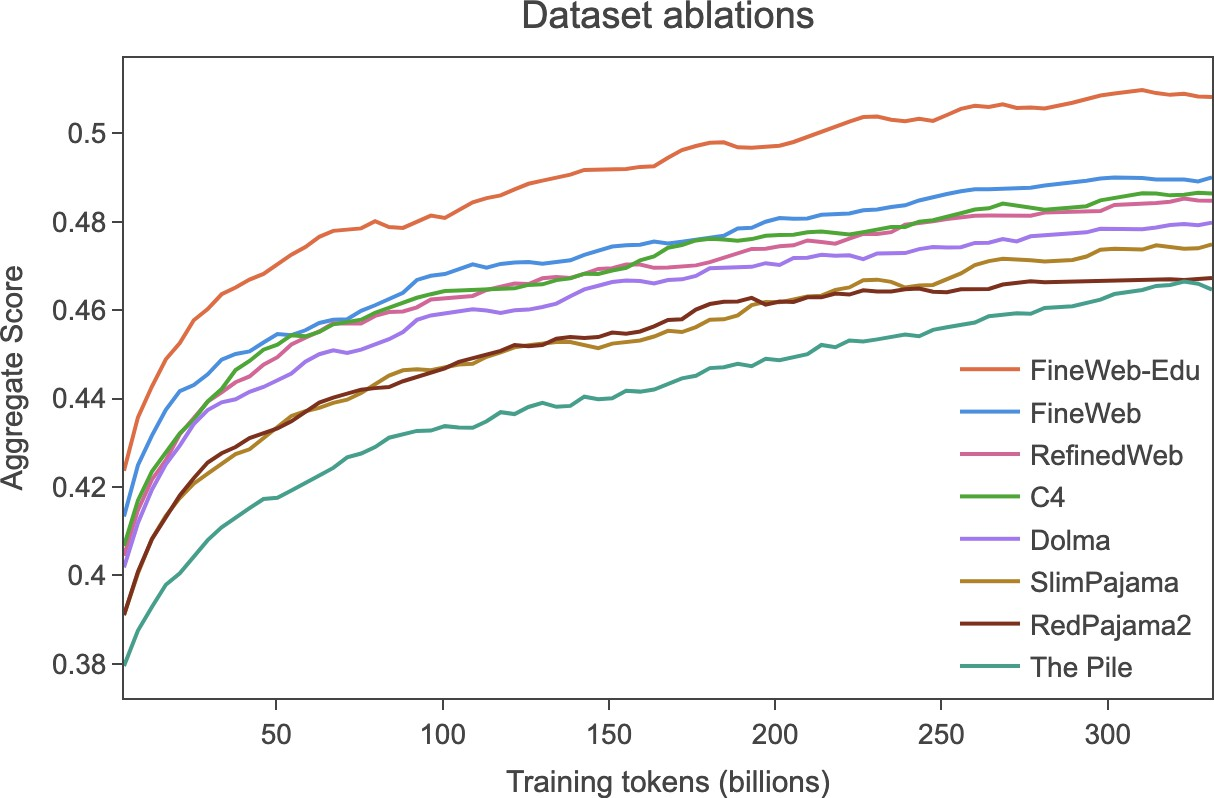 Dataset ablations
Aggregate Score
0.5
0.48
0.46
0.44
0.42
0.4
0.38
FineWeb-Edu
FineWeb
RefinedWeb
C4
Dolma
SlimPajama
RedPajama2
The Pile
50 100 150 200 250 300
Training tokens (billions)